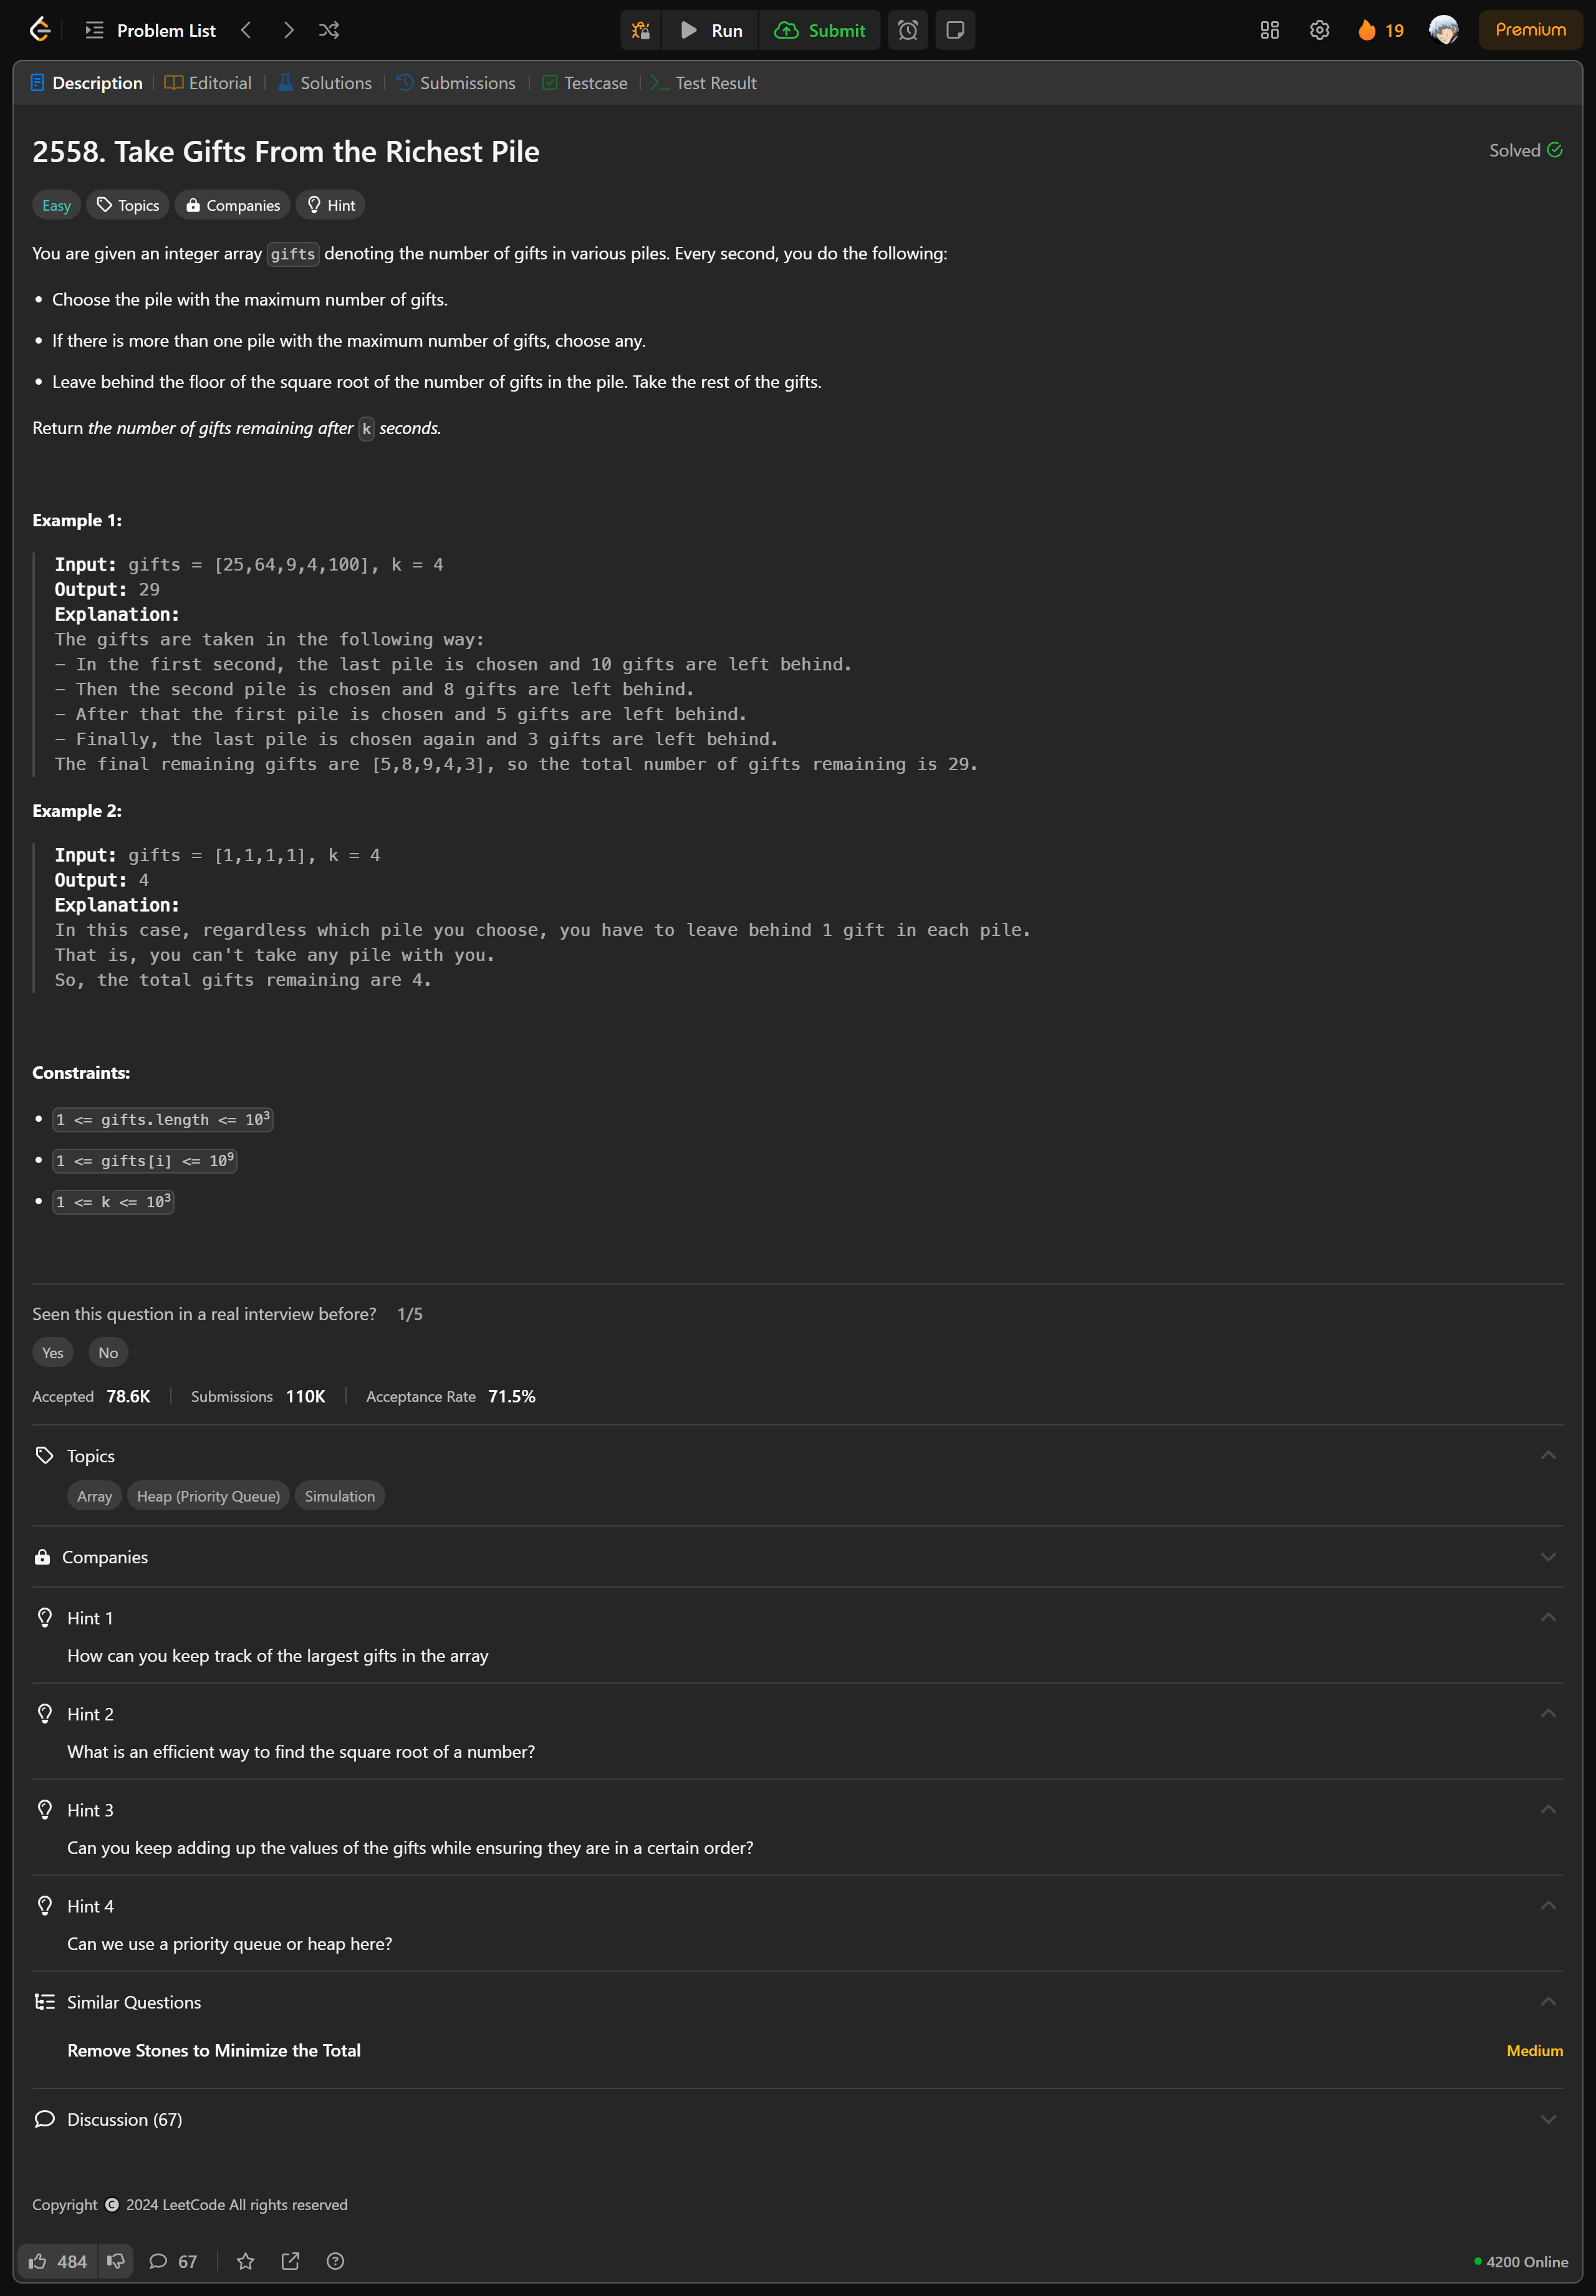 Problem List
Run
Submit
19
Premium
Description
Editorial
Solutions
Submissions
Testcase
Test Result
2558. Take Gifts From the Richest Pile
Solved
Easy
Topics
Companies
Hint
You are given an integer array gifts denoting the number of gifts in various piles. Every second, you do the following:
• Choose the pile with the maximum number of gifts.
• If there is more than one pile with the maximum number of gifts, choose any.
• Leave behind the floor of the square root of the number of gifts in the pile. Take the rest of the gifts.
Return the number of gifts remaining after k seconds.
Example 1:
Input: gifts = [25,64,9,4,100], k = 4
Output: 29
Explanation:
The gifts are taken in the following way:
- In the first second, the last pile is chosen and 10 gifts are left behind.
- Then the second pile is chosen and 8 gifts are left behind.
- After that the first pile is chosen and 5 gifts are left behind.
- Finally, the last pile is chosen again and 3 gifts are left behind.
The final remaining gifts are [5,8,9,4,3], so the total number of gifts remaining is 29.
Example 2:
Input: gifts = [1,1,1,1], k = 4
Output: 4
Explanation:
In this case, regardless which pile you choose, you have to leave behind 1 gift in each pile.
That is, you can't take any pile with you.
So, the total gifts remaining are 4.
Constraints:
• 1 <= gifts.length <= 10³
• 1 <= gifts[i] <= 10⁹
• 1 <= k <= 10³
Seen this question in a real interview before? 1/5
Yes
No
Accepted 78.6K
Submissions 110K
Acceptance Rate 71.5%
Topics
Array
Heap (Priority Queue)
Simulation
Companies
Hint 1
How can you keep track of the largest gifts in the array
Hint 2
What is an efficient way to find the square root of a number?
Hint 3
Can you keep adding up the values of the gifts while ensuring they are in a certain order?
Hint 4
Can we use a priority queue or heap here?
Similar Questions
Remove Stones to Minimize the Total
Medium
Discussion (67)
Copyright © 2024 LeetCode All rights reserved
484
67
4200 Online